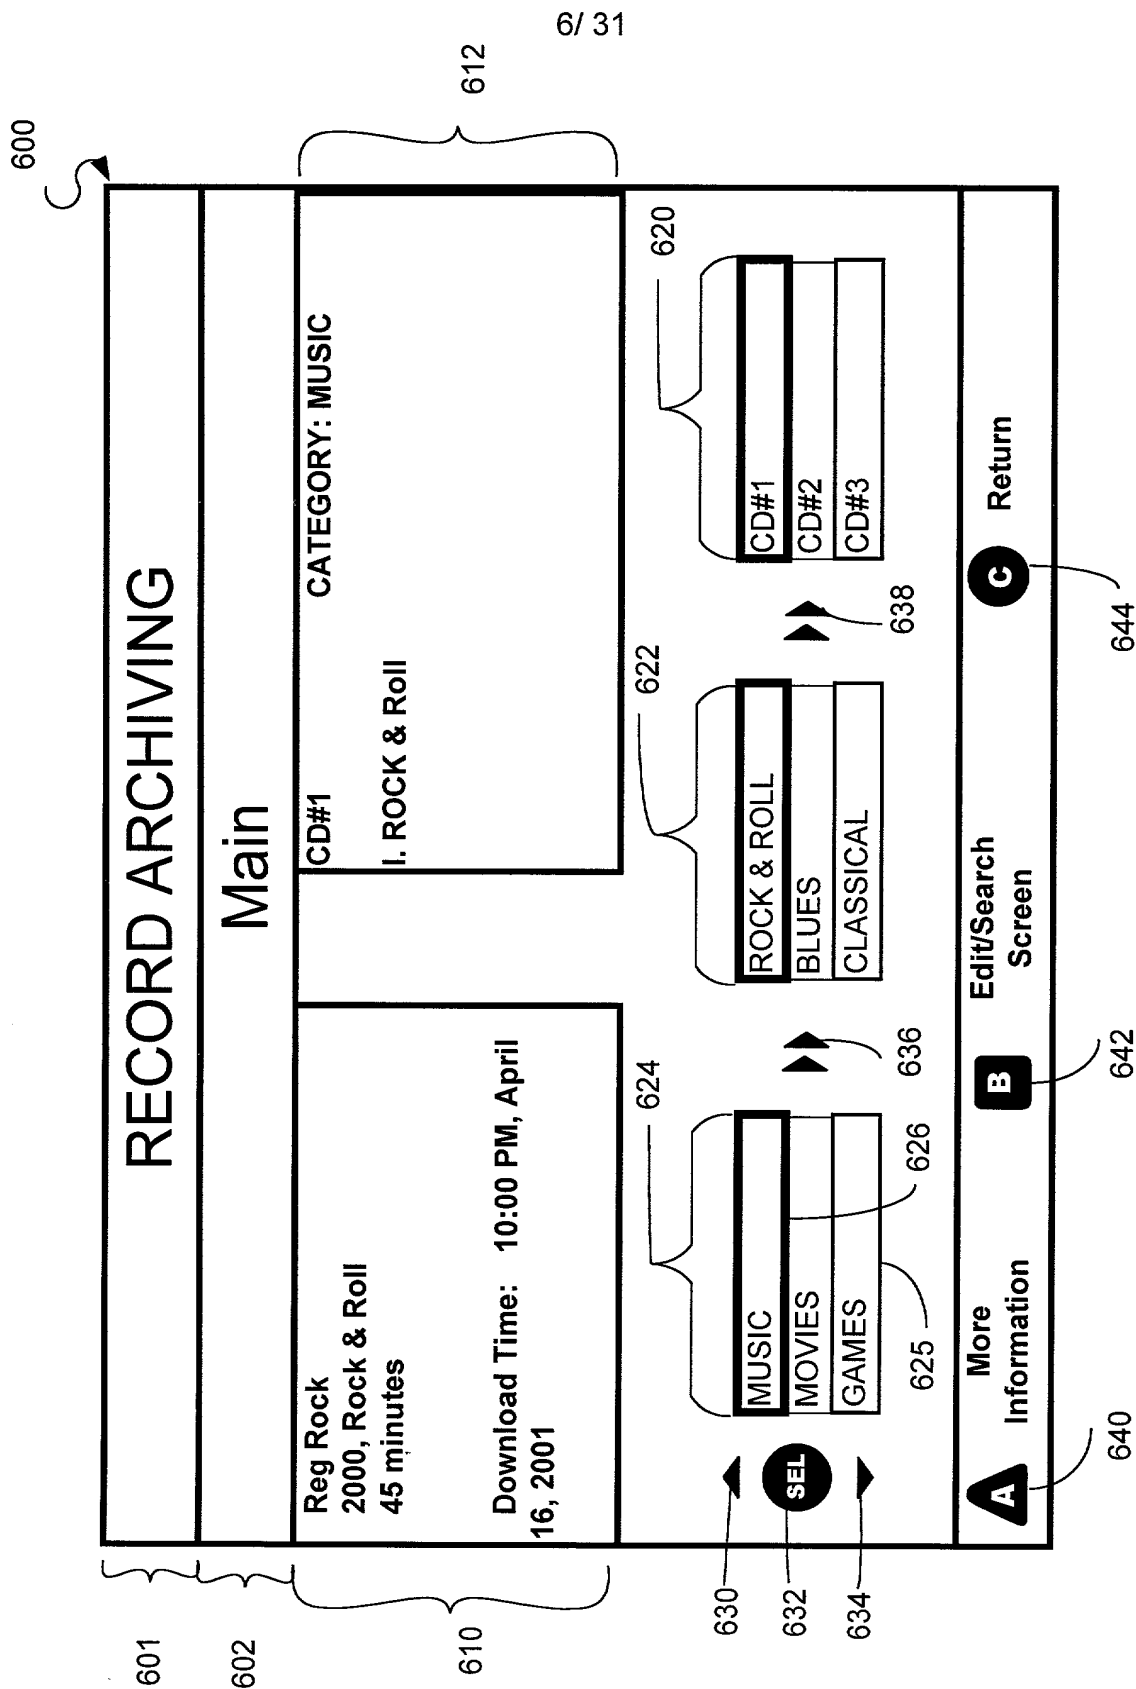 6/ 31
600
612
601
RECORD ARCHIVING
602
Main
610
Reg Rock
2000, Rock & Roll
45 minutes
Download Time: 10:00 PM, April
16, 2001
CD#1 CATEGORY: MUSIC
I. ROCK & Roll
624
622
620
630
632
634
SEL
MUSIC
MOVIES
GAMES
625
626
636
ROCK & ROLL
BLUES
CLASSICAL
638
CD#1
CD#2
CD#3
A
More
Information
B
Edit/Search
Screen
C
Return
640
642
644